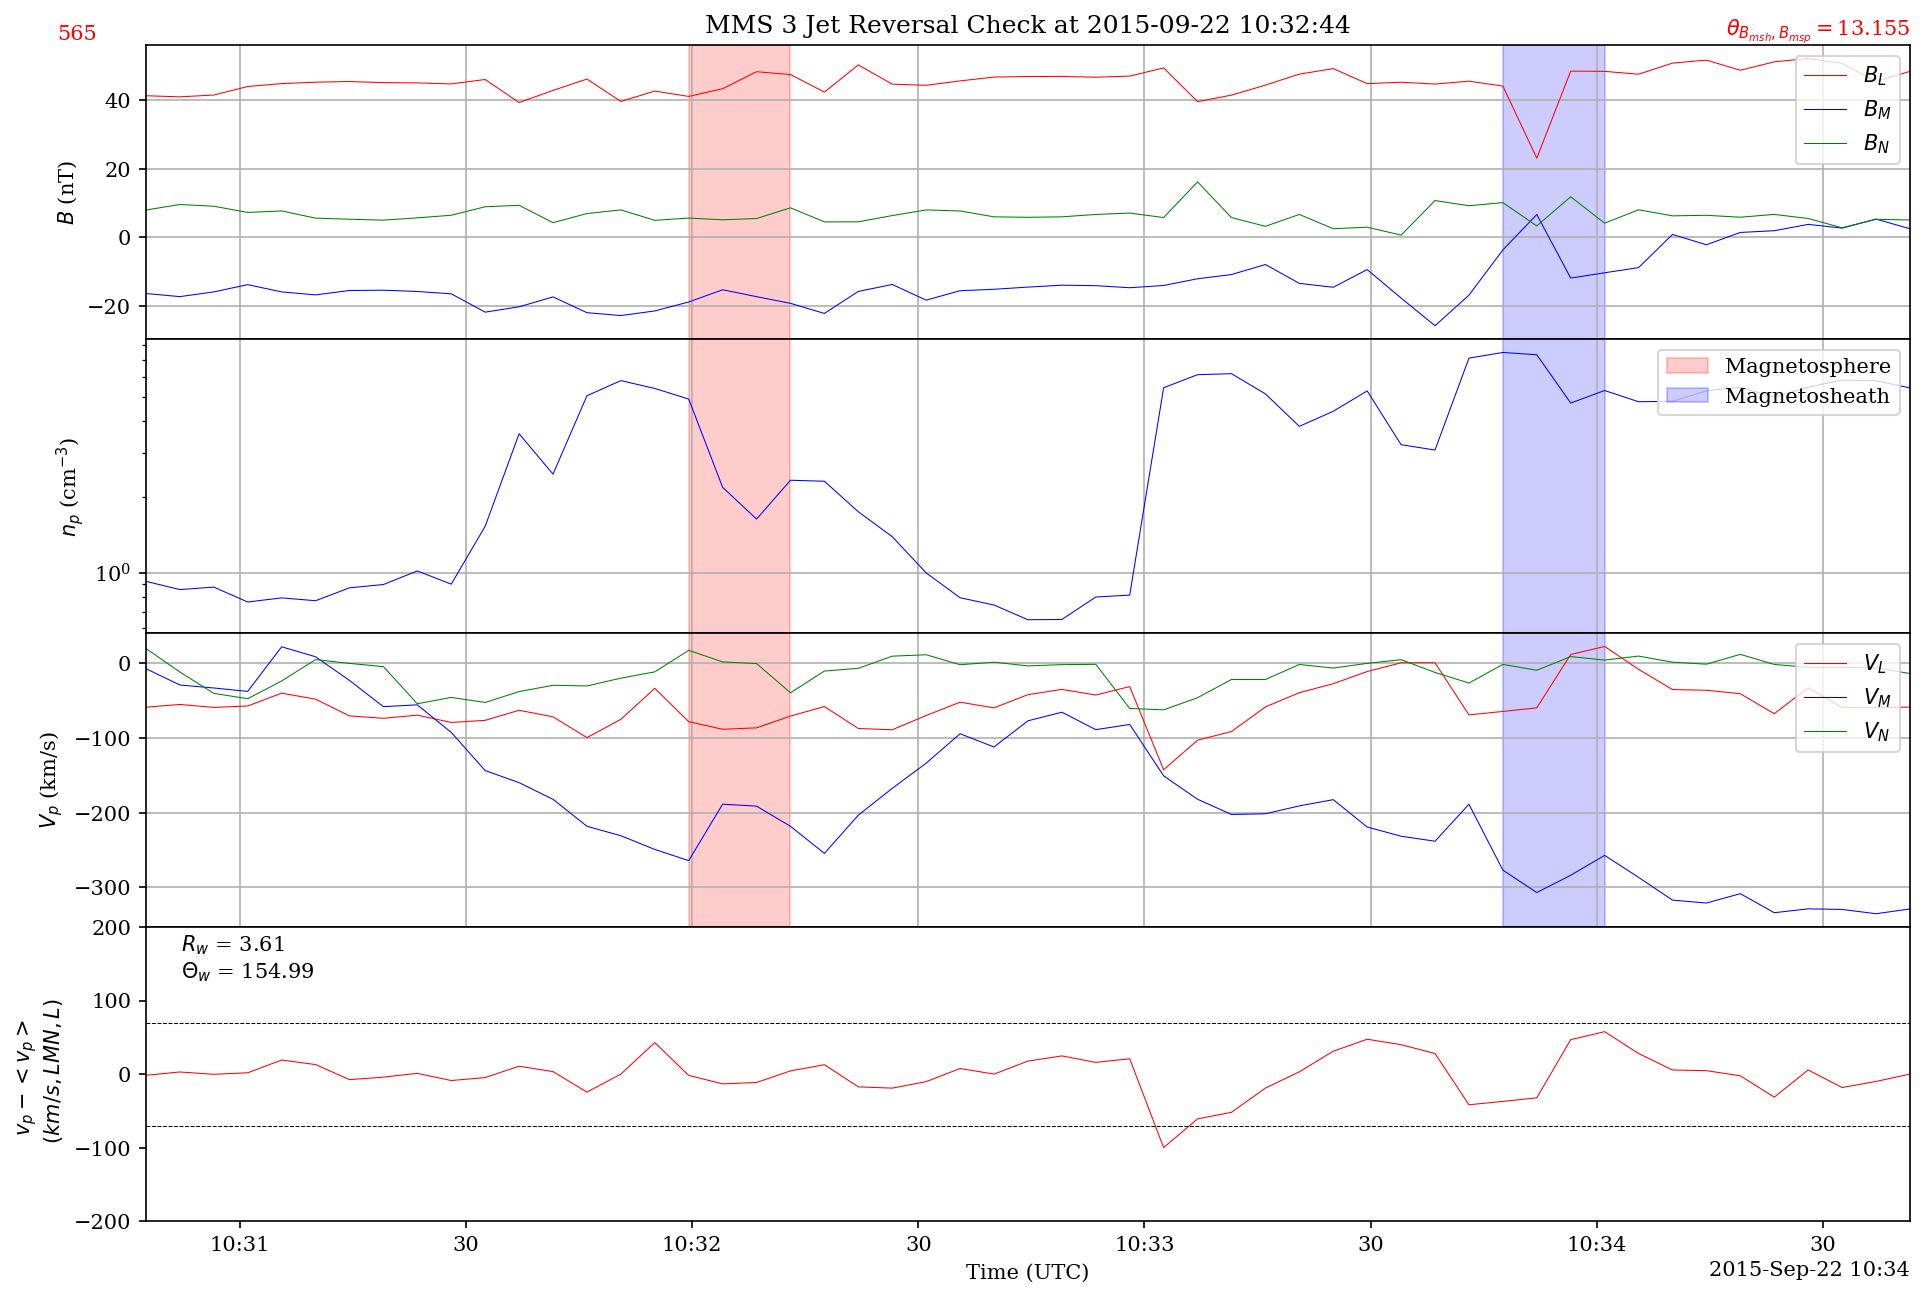 MMS 3 Jet Reversal Check at 2015-09-22 10:32:44
565
θ_{B_{msh}, B_{msp}} = 13.155
B (nT)
40
20
0
−20
B_L
B_M
B_N
n_p (cm^{−3})
10^0
Magnetosphere
Magnetosheath
V_p (km/s)
0
−100
−200
−300
V_L
V_M
V_N
v_p − < v_p >
(km/s, LMN, L)
200
100
0
−100
−200
R_w = 3.61
Θ_w = 154.99
10:31 30 10:32 30 10:33 30 10:34 30
Time (UTC)
2015-Sep-22 10:34